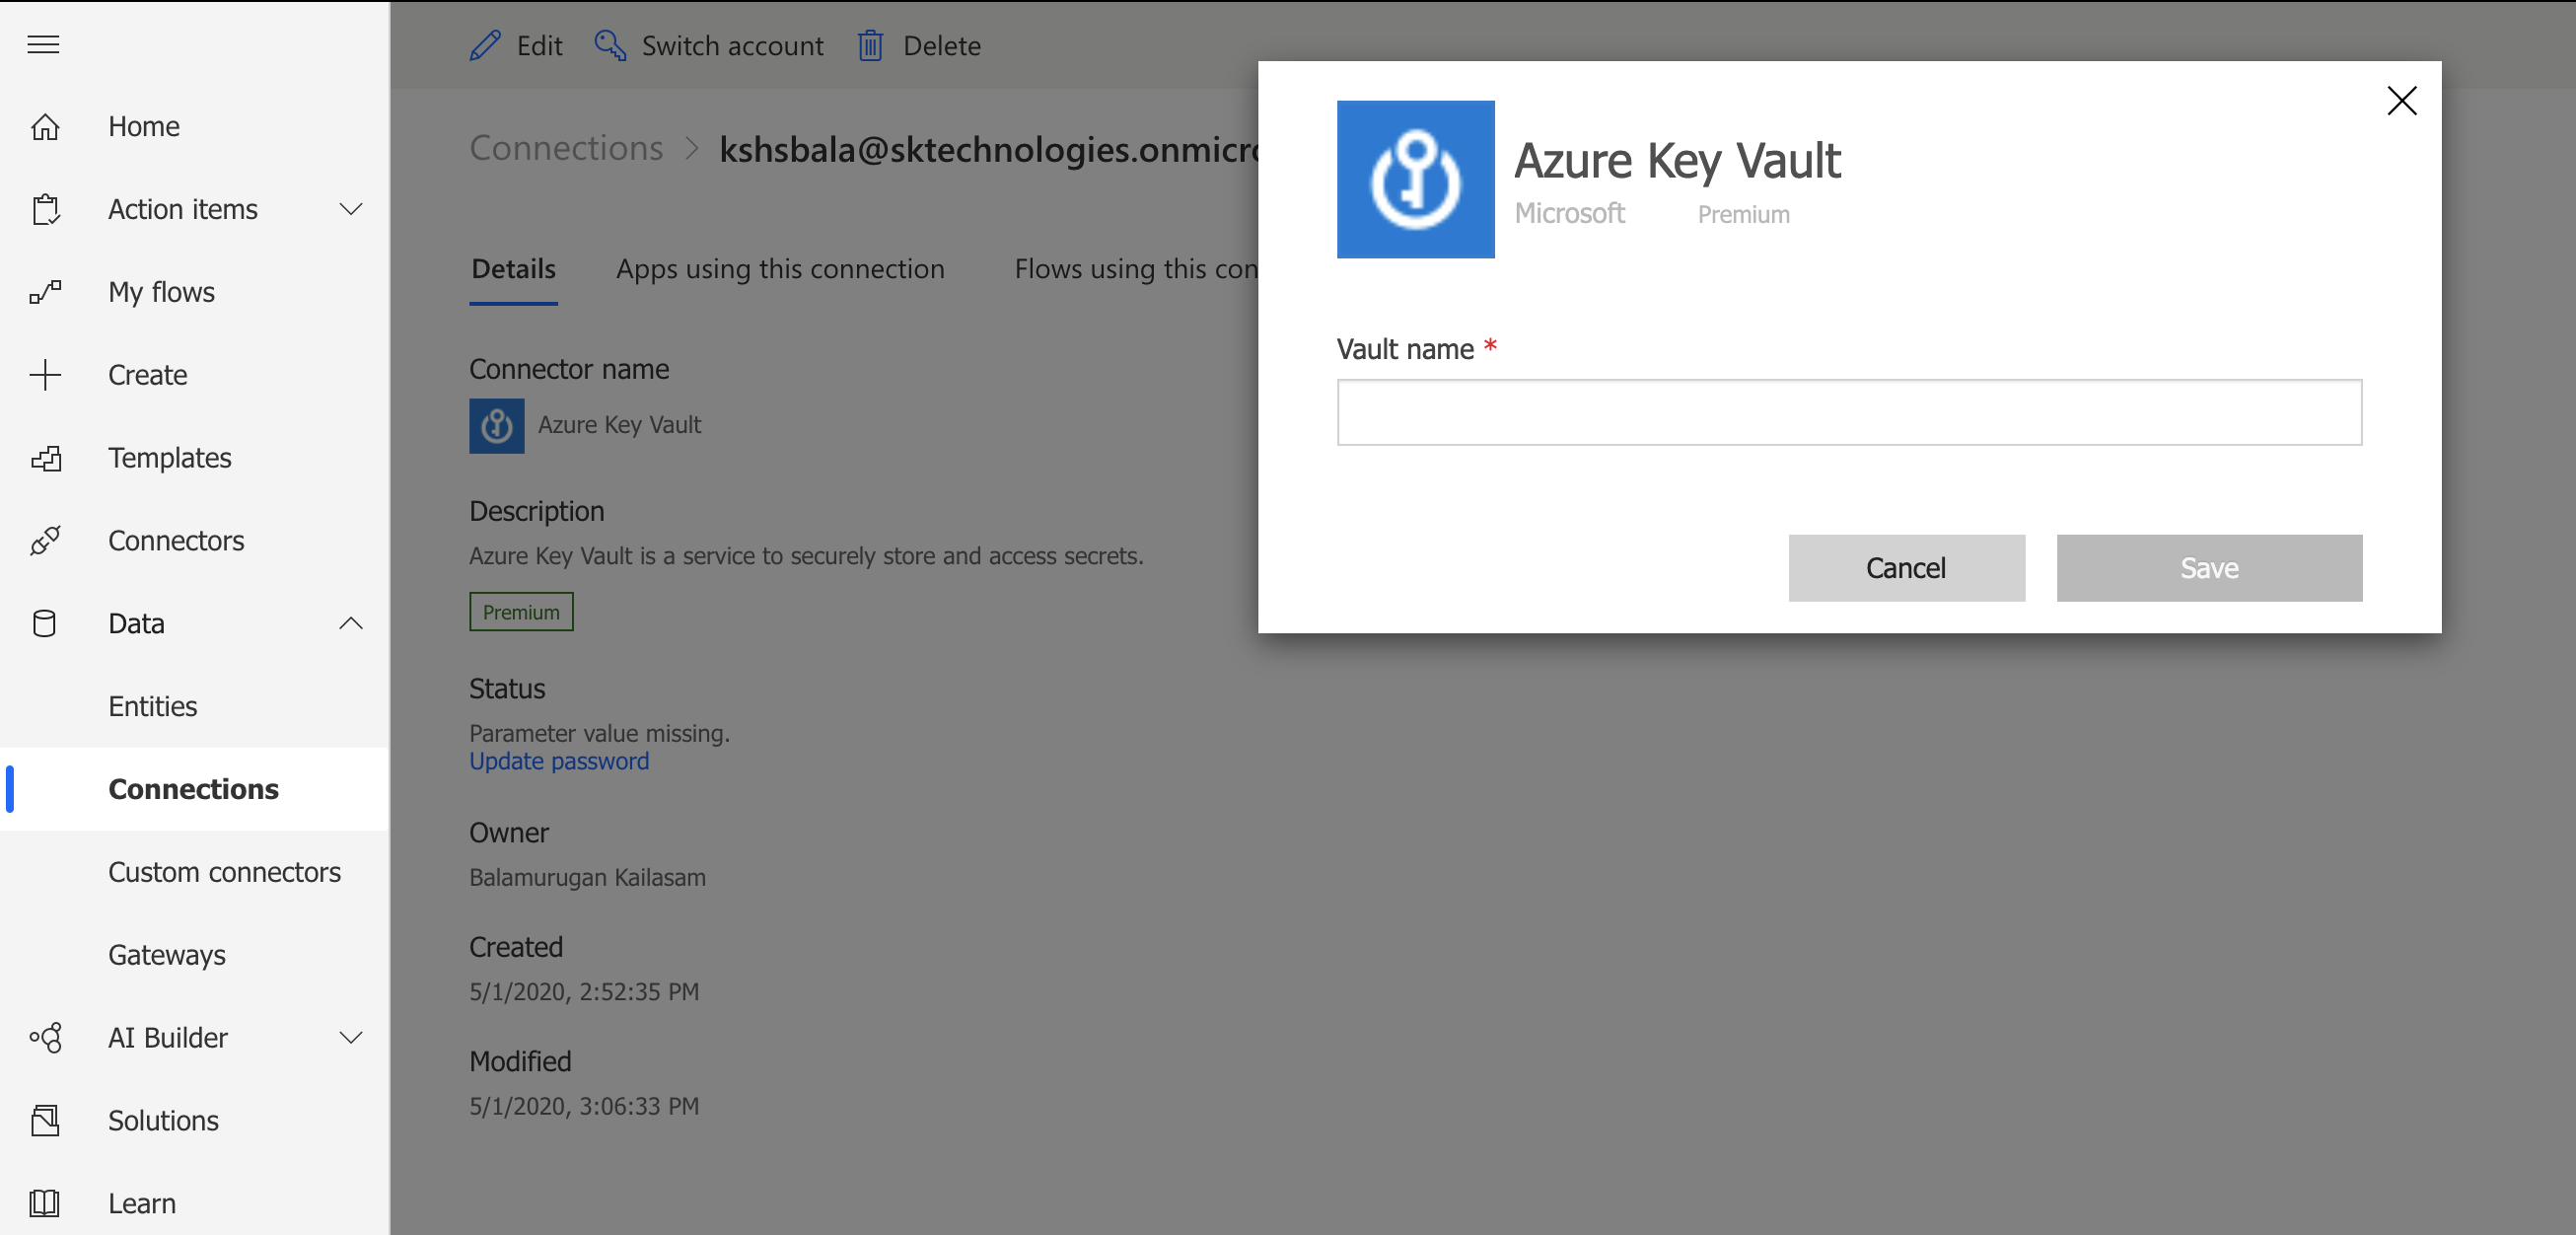 Edit
Switch account
Delete
Home
Action items
My flows
Create
Templates
Connectors
Data
Entities
Connections
Custom connectors
Gateways
AI Builder
Solutions
Learn
Connections > kshsbala@sktechnologies.onmicro
Details
Apps using this connection
Flows using this con
Connector name
Azure Key Vault
Description
Azure Key Vault is a service to securely store and access secrets.
Premium
Status
Parameter value missing.
Update password
Owner
Balamurugan Kailasam
Created
5/1/2020, 2:52:35 PM
Modified
5/1/2020, 3:06:33 PM
Azure Key Vault
Microsoft Premium
Vault name *
Cancel
Save